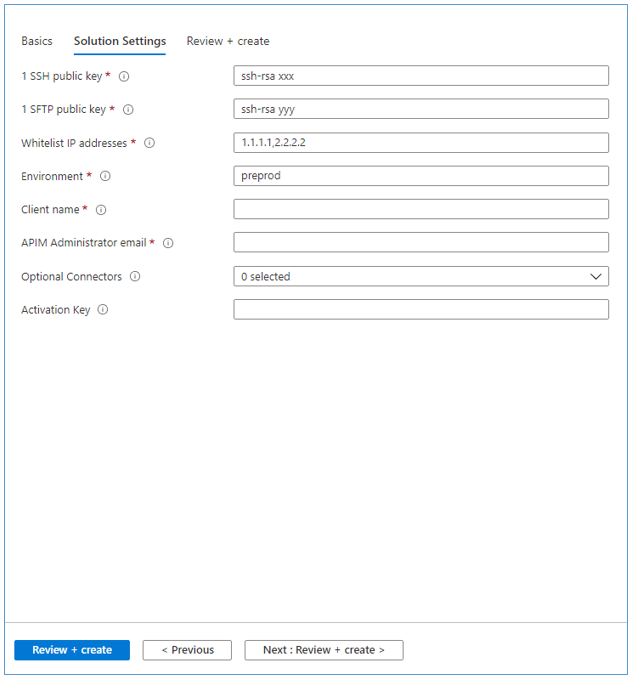 Basics Solution Settings Review + create
1 SSH public key * ssh-rsa xxx
1 SFTP public key * ssh-rsa yyy
Whitelist IP addresses * 1.1.1.1,2.2.2.2
Environment * preprod
Client name *
APIM Administrator email *
Optional Connectors 0 selected
Activation Key
Review + create < Previous Next : Review + create >